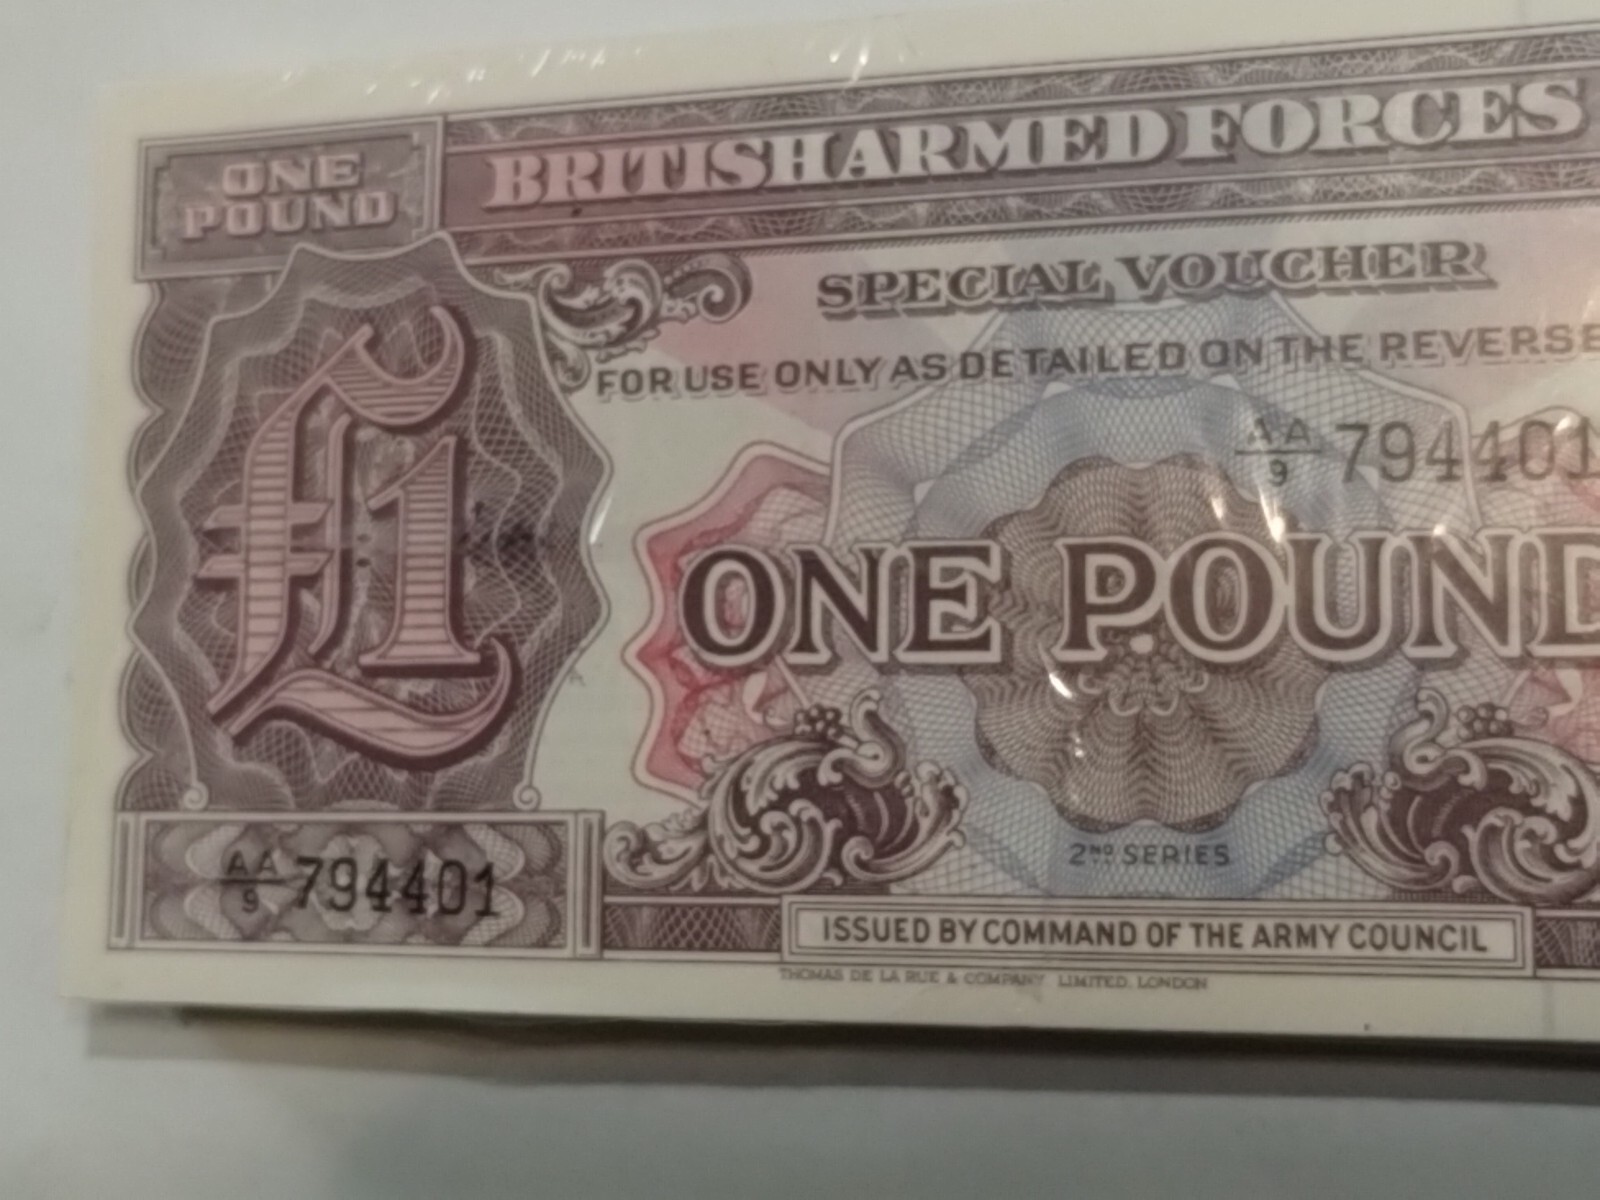 ONE
POUND
BRITISH ARMED FORCES
SPECIAL VOUCHER
FOR USE ONLY AS DETAILED ON THE REVERSE
AA/9 794401
£1
ONE POUND
2ND SERIES
AA/9 794401
ISSUED BY COMMAND OF THE ARMY COUNCIL
THOMAS DE LA RUE & COMPANY LIMITED, LONDON